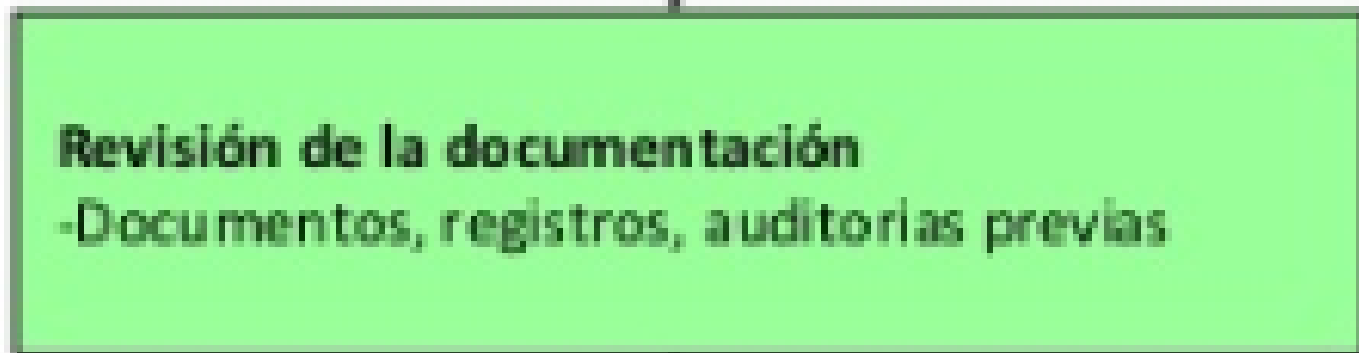 Revisión de la documentación
-Documentos, registros, auditorias previas